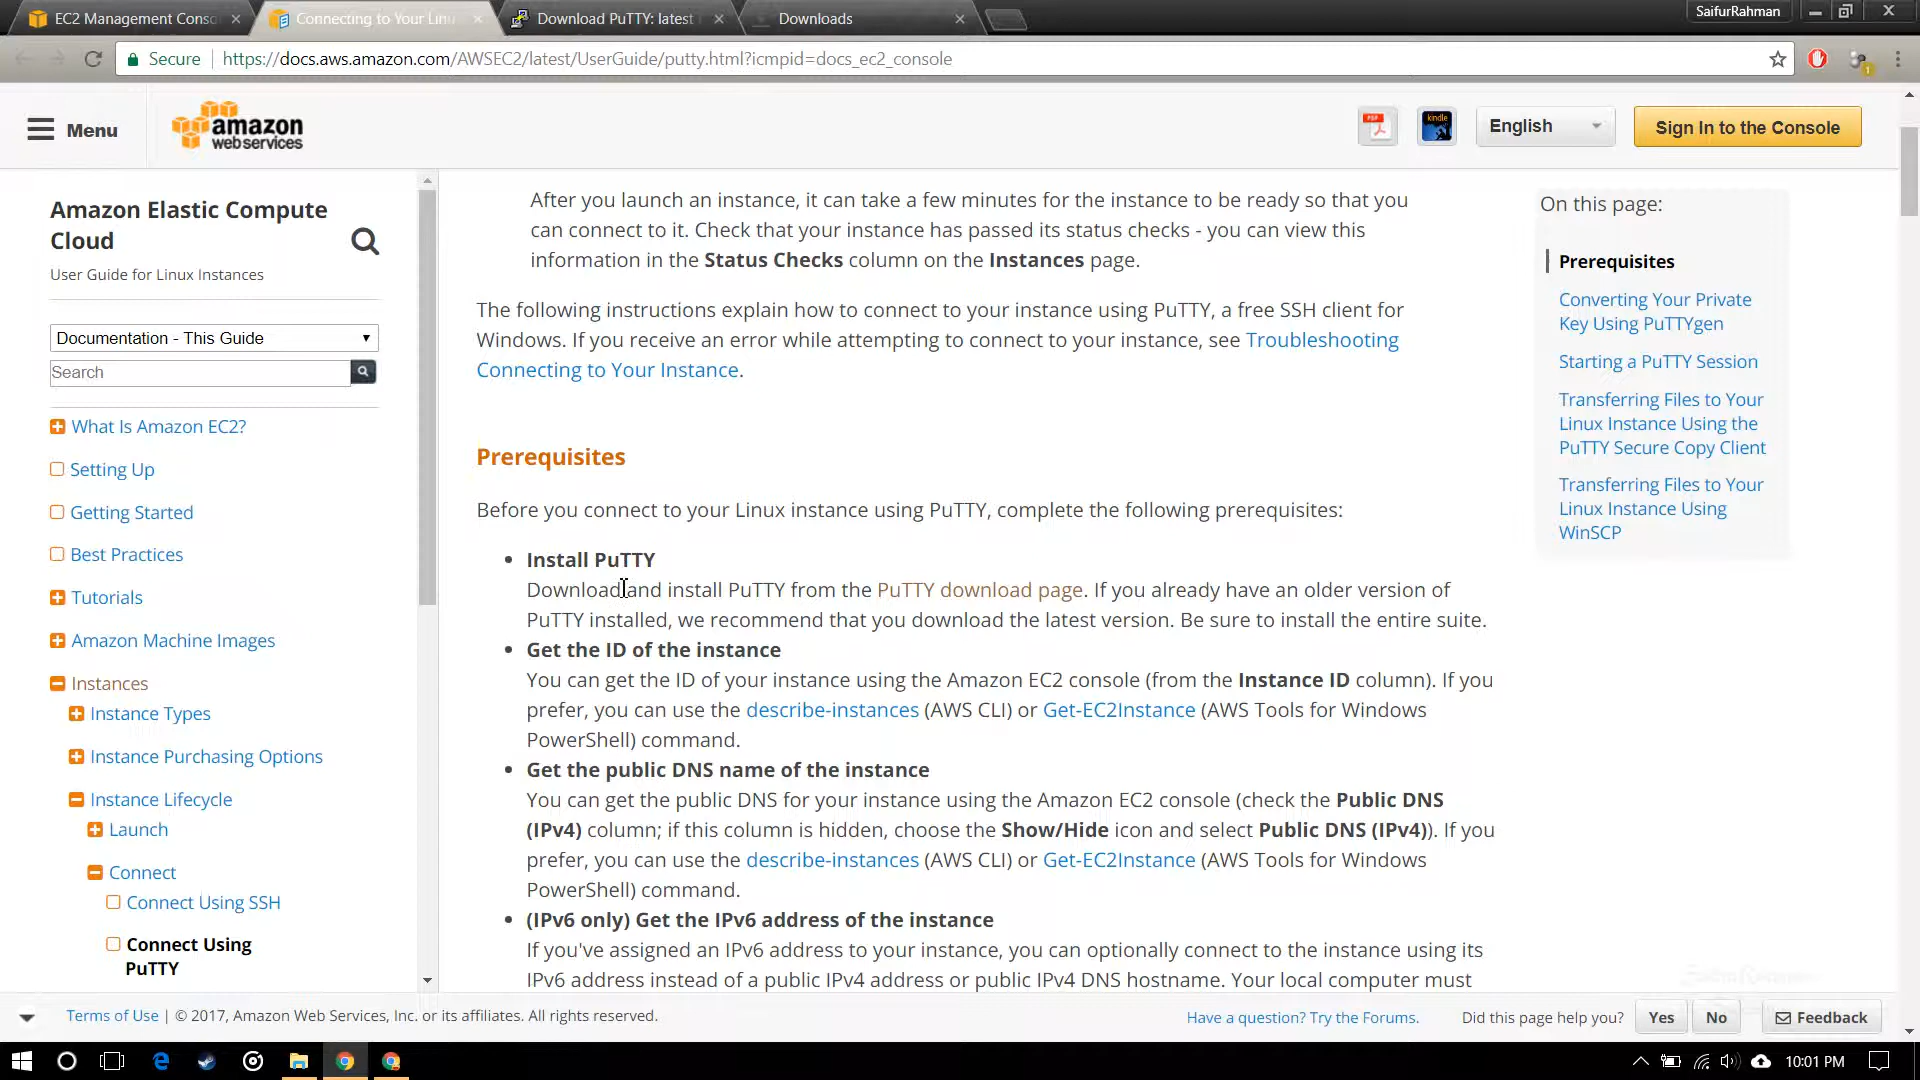 EC2 Management Conso
Connecting to Your Linu
Download PuTTY: latest
Downloads
SaifurRahman
Secure
https://docs.aws.amazon.com/AWSEC2/latest/UserGuide/putty.html?icmpid=docs_ec2_console
1
Menu
amazon
web services
PDF
kindle
English
Sign In to the Console
Amazon Elastic Compute
Cloud
User Guide for Linux Instances
Documentation - This Guide
Search
What Is Amazon EC2?
Setting Up
Getting Started
Best Practices
Tutorials
Amazon Machine Images
Instances
Instance Types
Instance Purchasing Options
Instance Lifecycle
Launch
Connect
Connect Using SSH
Connect Using
PuTTY
After you launch an instance, it can take a few minutes for the instance to be ready so that you
can connect to it. Check that your instance has passed its status checks - you can view this
information in the Status Checks column on the Instances page.
The following instructions explain how to connect to your instance using PuTTY, a free SSH client for
Windows. If you receive an error while attempting to connect to your instance, see Troubleshooting
Connecting to Your Instance.
Prerequisites
Before you connect to your Linux instance using PuTTY, complete the following prerequisites:
• Install PuTTY
Download and install PuTTY from the PuTTY download page. If you already have an older version of
PuTTY installed, we recommend that you download the latest version. Be sure to install the entire suite.
• Get the ID of the instance
You can get the ID of your instance using the Amazon EC2 console (from the Instance ID column). If you
prefer, you can use the describe-instances (AWS CLI) or Get-EC2Instance (AWS Tools for Windows
PowerShell) command.
• Get the public DNS name of the instance
You can get the public DNS for your instance using the Amazon EC2 console (check the Public DNS
(IPv4) column; if this column is hidden, choose the Show/Hide icon and select Public DNS (IPv4)). If you
prefer, you can use the describe-instances (AWS CLI) or Get-EC2Instance (AWS Tools for Windows
PowerShell) command.
• (IPv6 only) Get the IPv6 address of the instance
If you've assigned an IPv6 address to your instance, you can optionally connect to the instance using its
IPv6 address instead of a public IPv4 address or public IPv4 DNS hostname. Your local computer must
On this page:
Prerequisites
Converting Your Private
Key Using PuTTYgen
Starting a PuTTY Session
Transferring Files to Your
Linux Instance Using the
PuTTY Secure Copy Client
Transferring Files to Your
Linux Instance Using
WinSCP
Terms of Use | © 2017, Amazon Web Services, Inc. or its affiliates. All rights reserved.
Have a question? Try the Forums.
Did this page help you?
Yes
No
Feedback
10:01 PM